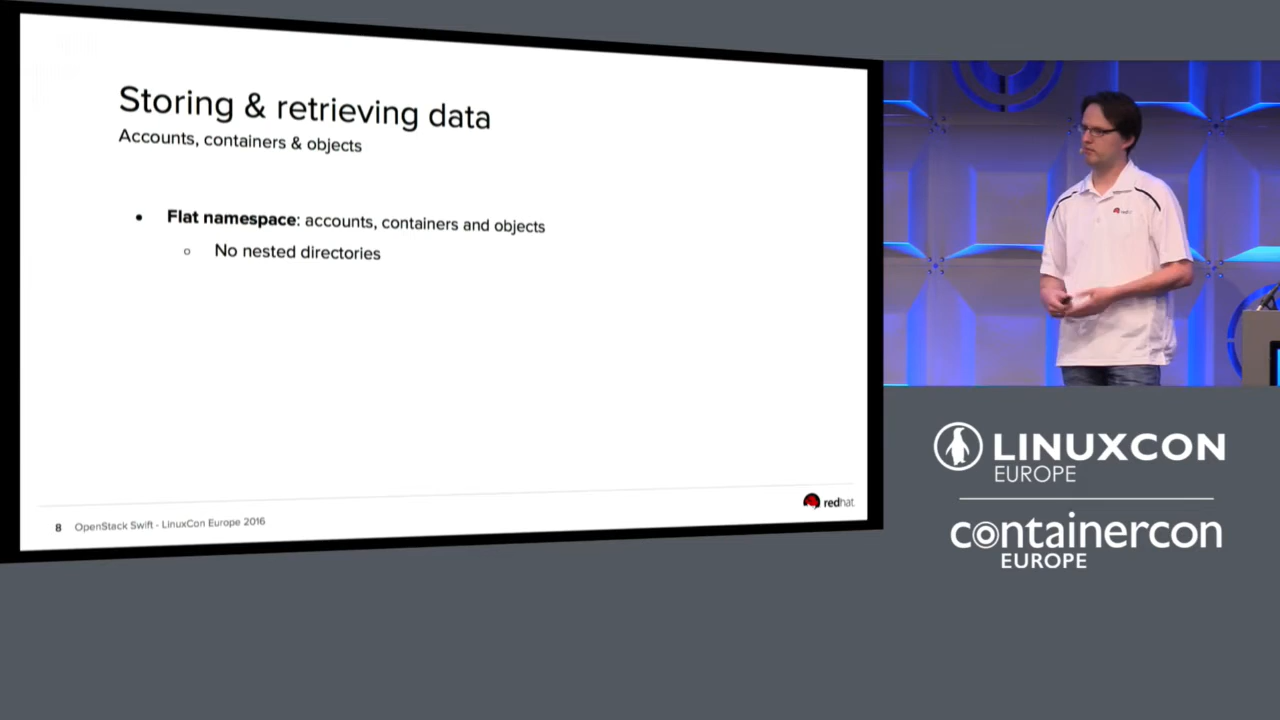 Storing & retrieving data
Accounts, containers & objects
• Flat namespace: accounts, containers and objects
○ No nested directories
8 OpenStack Swift - LinuxCon Europe 2016
redhat
LINUXCON
EUROPE
containercon
EUROPE